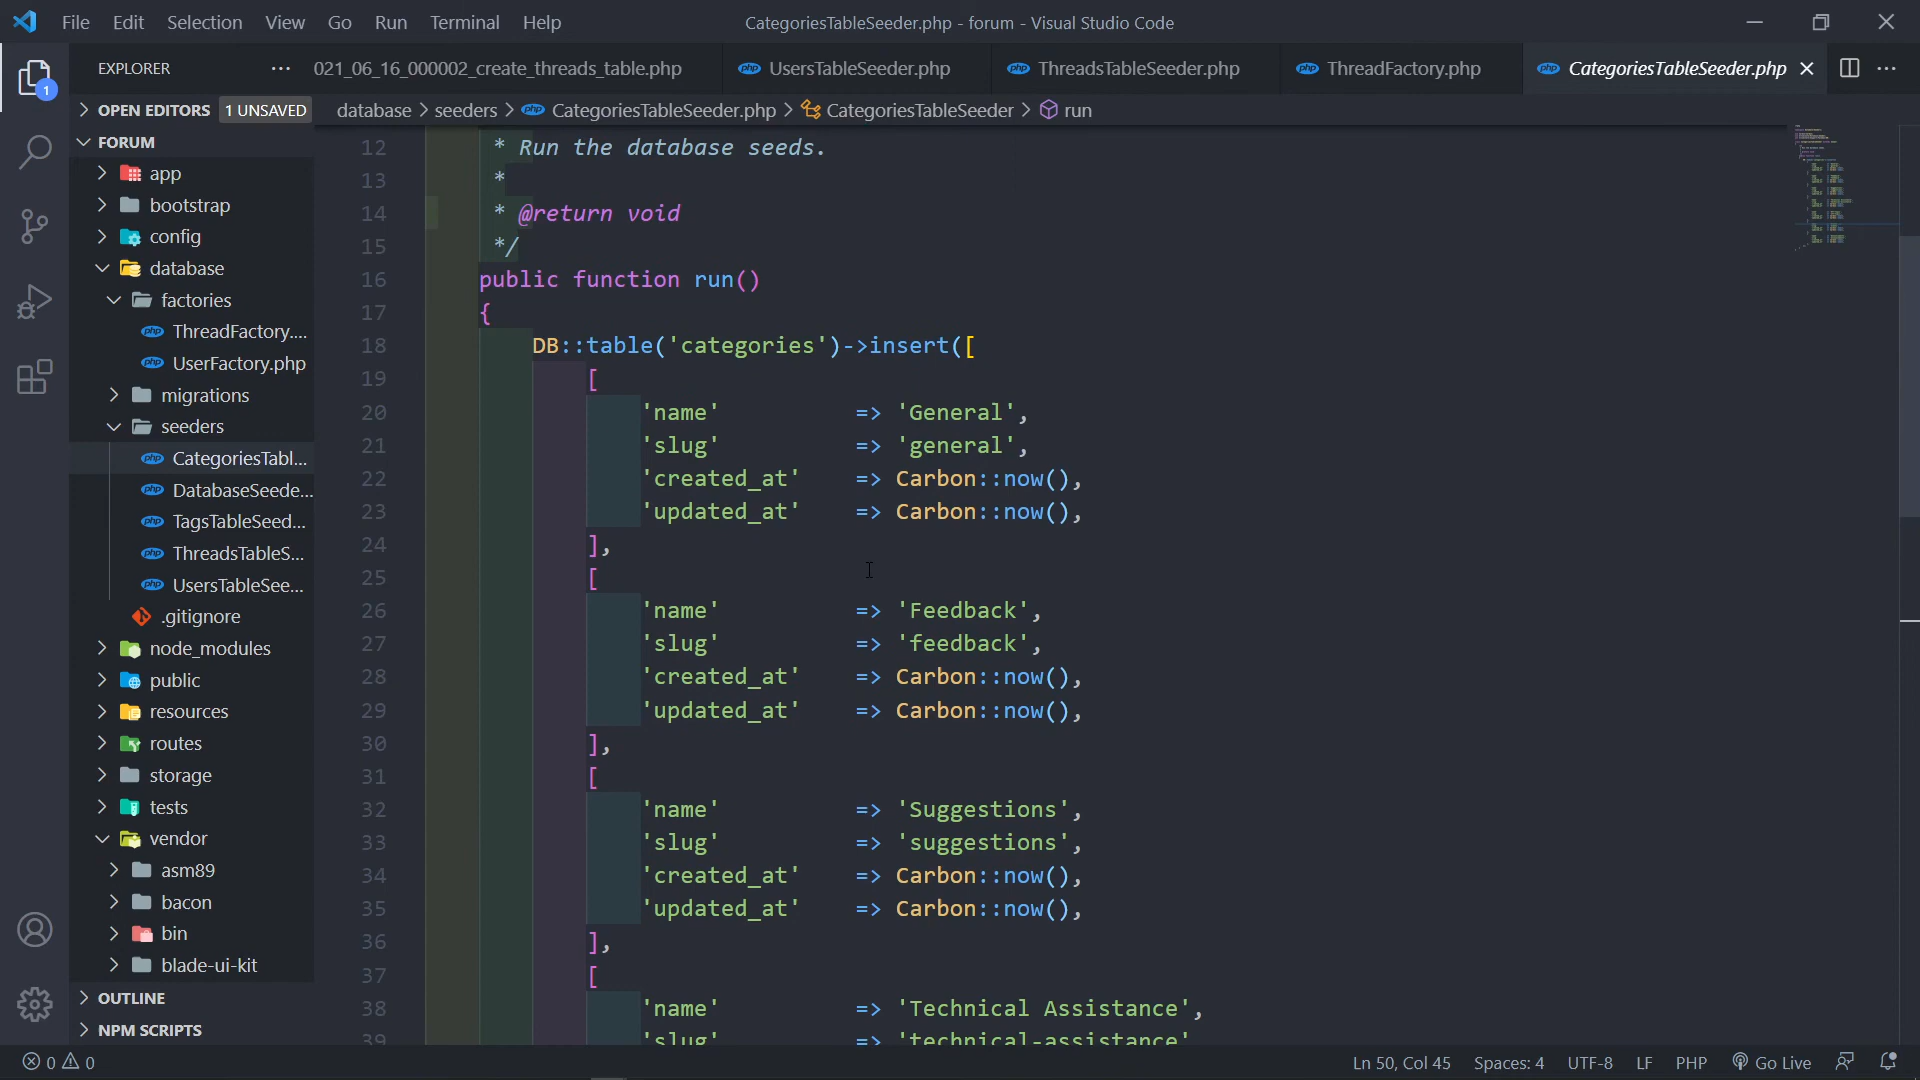 File Edit Selection View Go Run Terminal Help
CategoriesTableSeeder.php - forum - Visual Studio Code
EXPLORER
021_06_16_000002_create_threads_table.php UsersTableSeeder.php ThreadsTableSeeder.php ThreadFactory.php CategoriesTableSeeder.php
1
OPEN EDITORS 1 UNSAVED
database > seeders > CategoriesTableSeeder.php > CategoriesTableSeeder > run
FORUM
app
bootstrap
config
database
factories
ThreadFactory....
UserFactory.php
migrations
seeders
CategoriesTabl...
DatabaseSeede...
TagsTableSeed...
ThreadsTableS...
UsersTableSee...
.gitignore
node_modules
public
resources
routes
storage
tests
vendor
asm89
bacon
bin
blade-ui-kit
OUTLINE
NPM SCRIPTS
12 * Run the database seeds.
13 *
14 * @return void
15 */
16 public function run()
17 {
18 DB::table('categories')->insert([
19 [
20 'name' => 'General',
21 'slug' => 'general',
22 'created_at' => Carbon::now(),
23 'updated_at' => Carbon::now(),
24 ],
25 [
26 'name' => 'Feedback',
27 'slug' => 'feedback',
28 'created_at' => Carbon::now(),
29 'updated_at' => Carbon::now(),
30 ],
31 [
32 'name' => 'Suggestions',
33 'slug' => 'suggestions',
34 'created_at' => Carbon::now(),
35 'updated_at' => Carbon::now(),
36 ],
37 [
38 'name' => 'Technical Assistance',
39 'slug' => 'technical-assistance'
0 0
Ln 50, Col 45 Spaces: 4 UTF-8 LF PHP Go Live